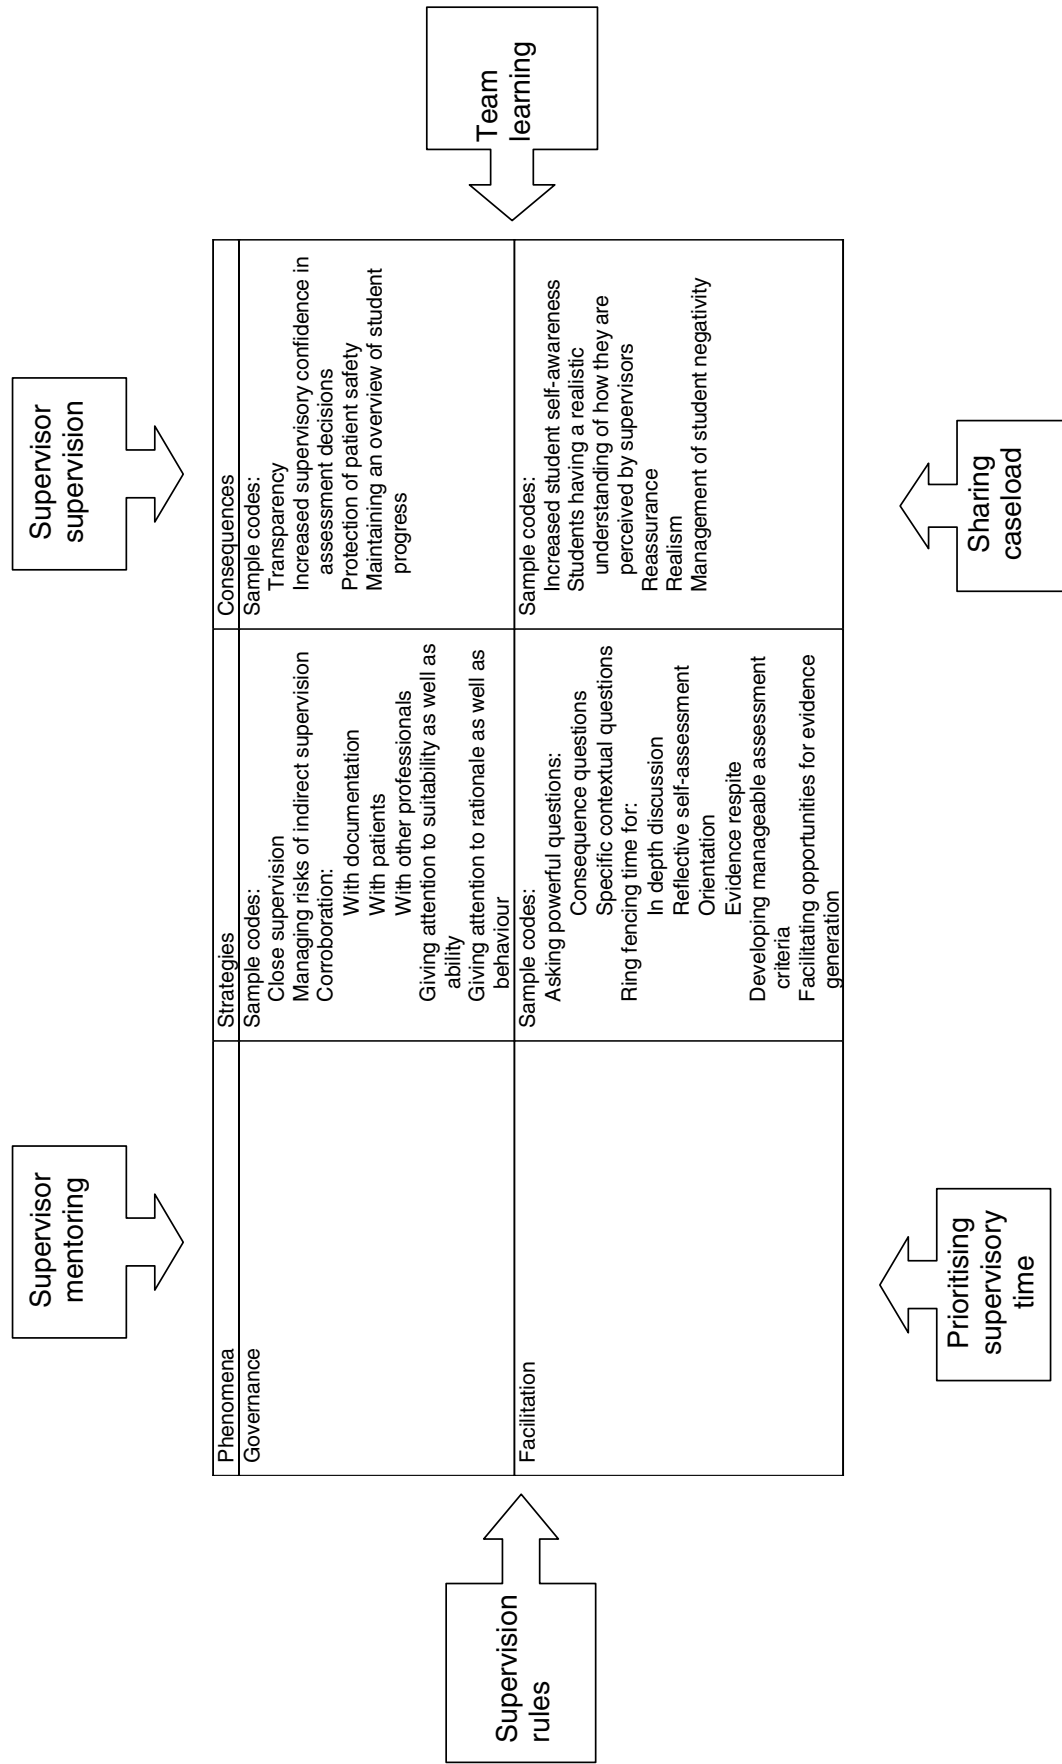 Supervisor
mentoring
Supervisor
supervision
Supervision
rules
Phenomena
Strategies
Consequences
Governance
Sample codes:
Close supervision
Managing risks of indirect supervision
Corroboration:
With documentation
With patients
With other professionals
Giving attention to suitability as well as
ability
Giving attention to rationale as well as
behaviour
Sample codes:
Transparency
Increased supervisory confidence in
assessment decisions
Protection of patient safety
Maintaining an overview of student
progress
Facilitation
Sample codes:
Asking powerful questions:
Consequence questions
Specific contextual questions
Ring fencing time for:
In depth discussion
Reflective self-assessment
Orientation
Evidence respite
Developing manageable assessment
criteria
Facilitating opportunities for evidence
generation
Sample codes:
Increased student self-awareness
Students having a realistic
understanding of how they are
perceived by supervisors
Reassurance
Realism
Management of student negativity
Team
learning
Prioritising
supervisory
time
Sharing
caseload